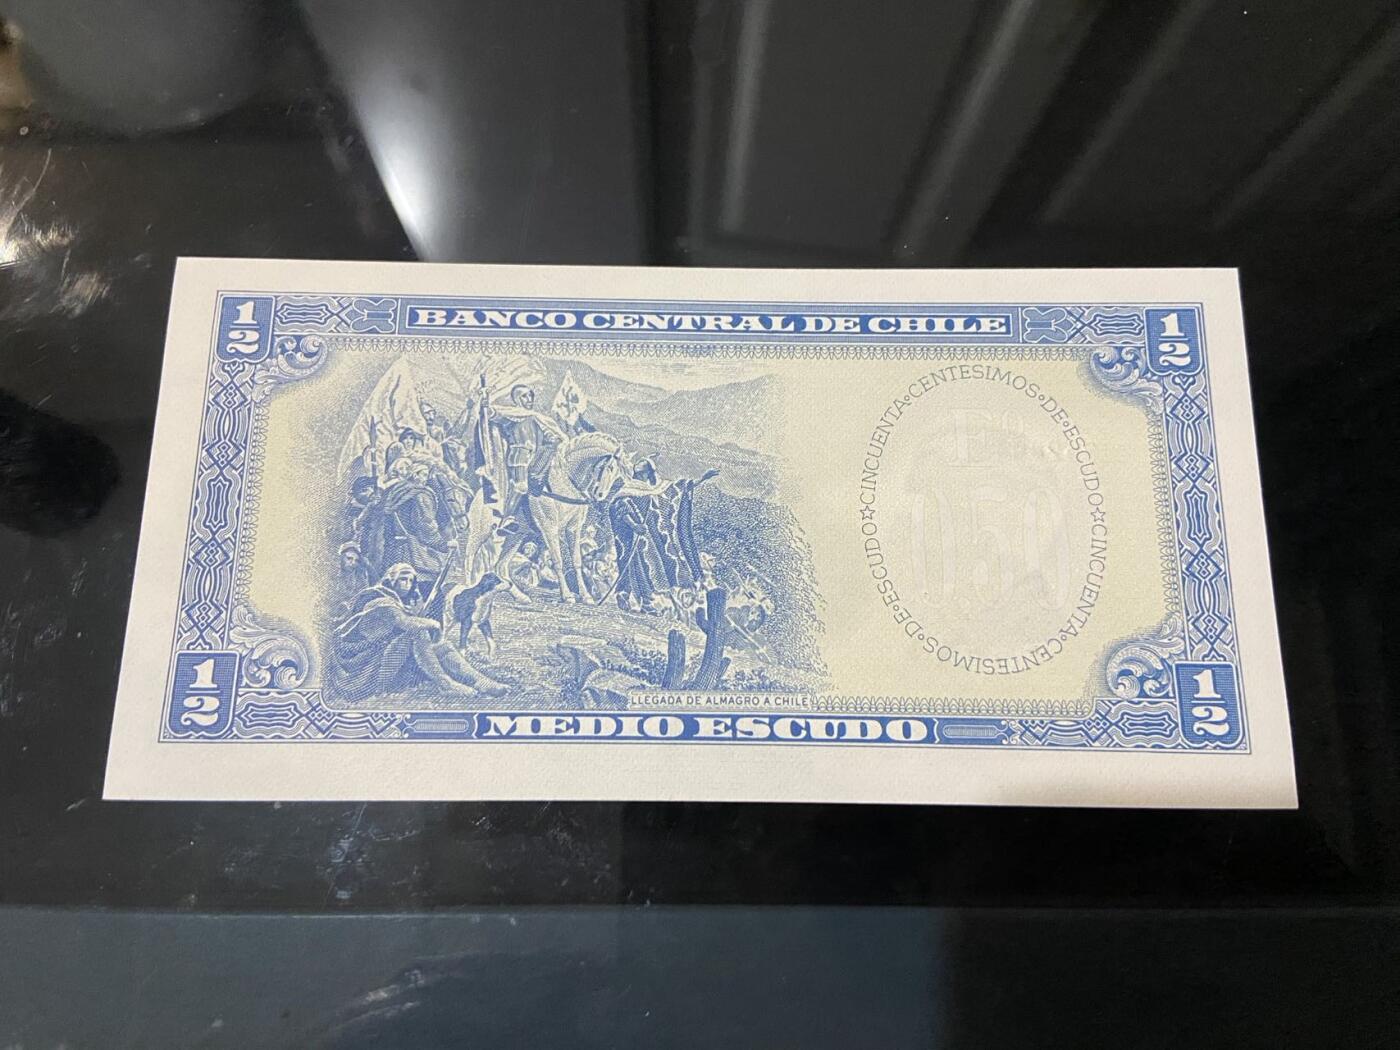 1/2
BANCO CENTRAL DE CHILE
1/2
CINCUENTA CENTESIMOS DE ESCUDO ☆ CINCUENTA CENTESIMOS DE ESCUDO ☆
Eº
0,50
LLEGADA DE ALMAGRO A CHILE
1/2
MEDIO ESCUDO
1/2